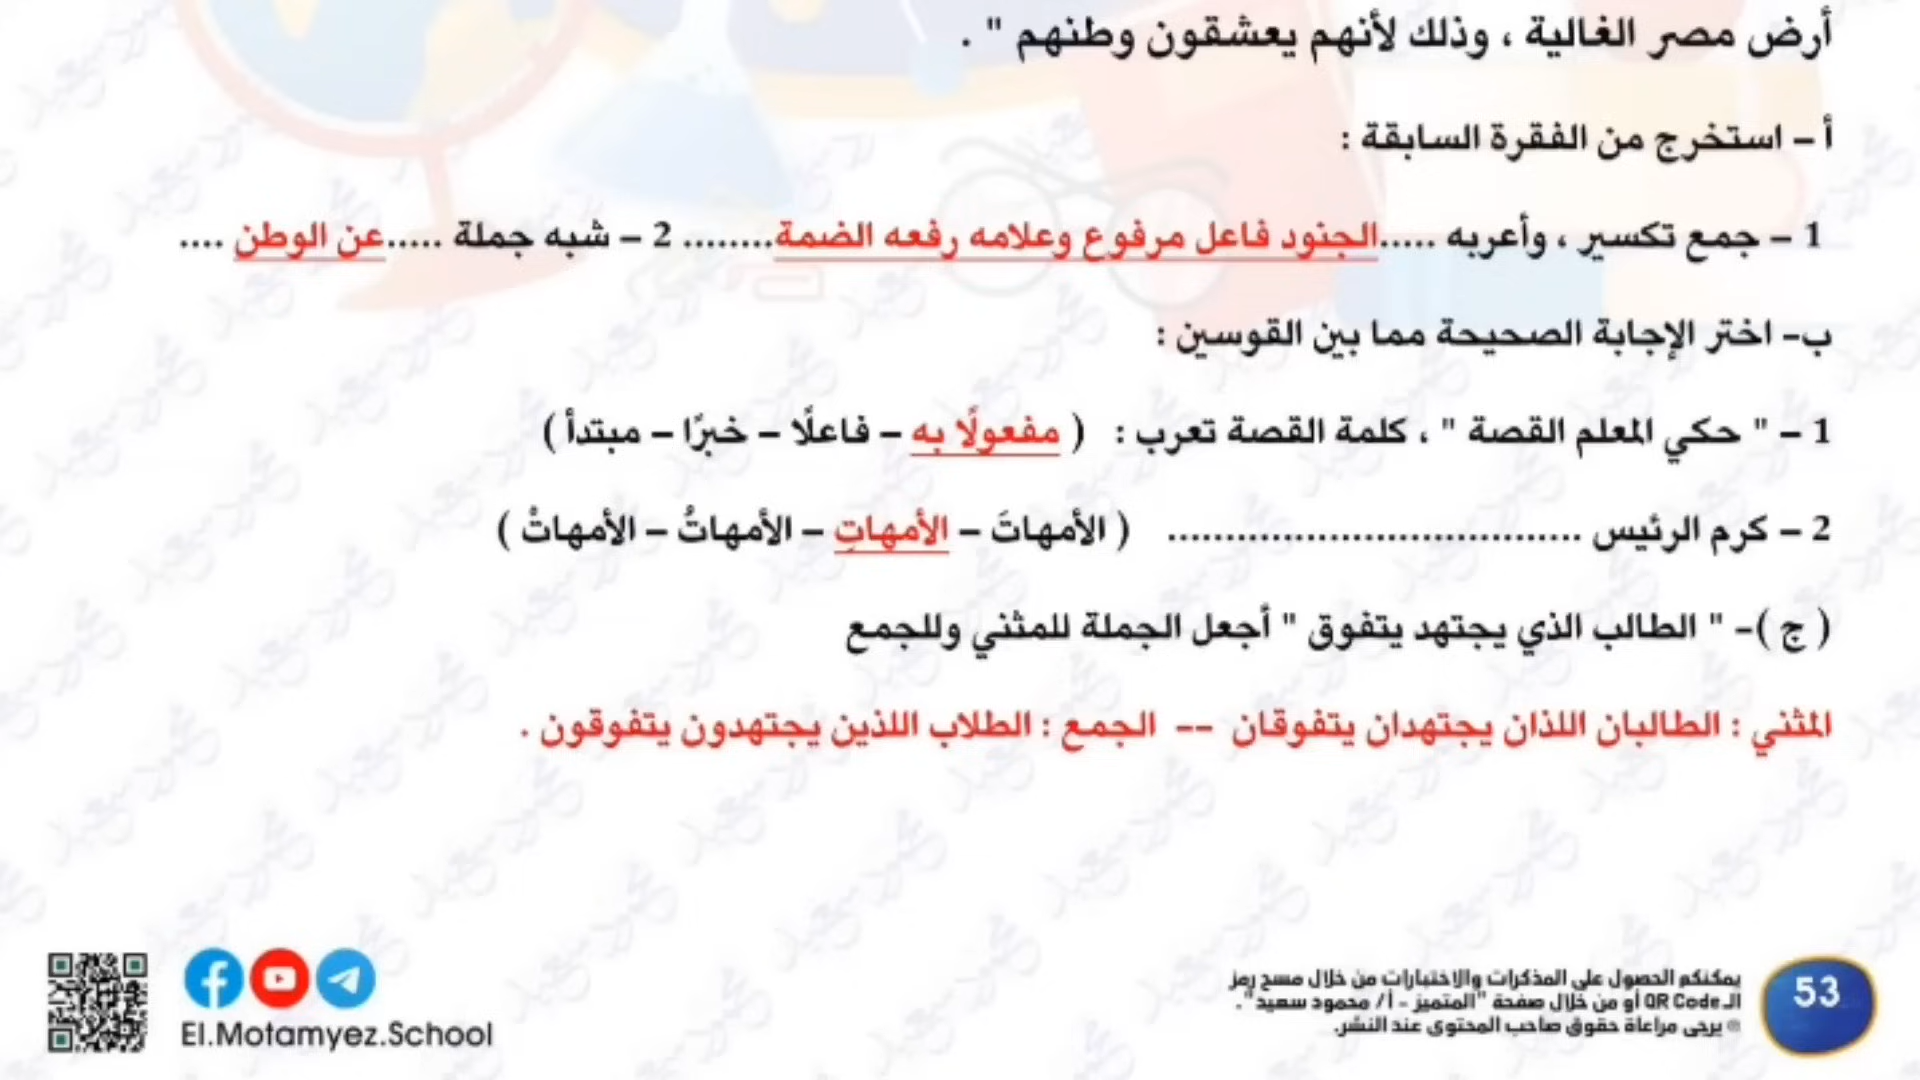 أرض مصر الغالية ، وذلك لأنهم يعشقون وطنهم " .
أ – استخرج من الفقرة السابقة :
1 – جمع تكسير ، وأعربه .....الجنود فاعل مرفوع وعلامه رفعه الضمة........ 2 – شبه جملة .....عن الوطن ....
ب- اختر الإجابة الصحيحة مما بين القوسين :
1 – " حكي المعلم القصة " ، كلمة القصة تعرب : ( مفعولًا به – فاعلًا – خبرًا – مبتدأ )
2 – كرم الرئيس ................................. ( الأمهاتَ – الأمهاتِ – الأمهاتُ – الأمهاتْ )
( ج )- " الطالب الذي يجتهد يتفوق " أجعل الجملة للمثني وللجمع
المثني : الطالبان اللذان يجتهدان يتفوقان -- الجمع : الطلاب اللذين يجتهدون يتفوقون .
يمكنكم الحصول على المذكرات والاختبارات من خلال مسح رمز
الـ QR Code أو من خلال صفحة "المتميز - أ/ محمود سعيد".
يرجى مراعاة حقوق صاحب المحتوى عند النشر.
53
El.Motamyez.School